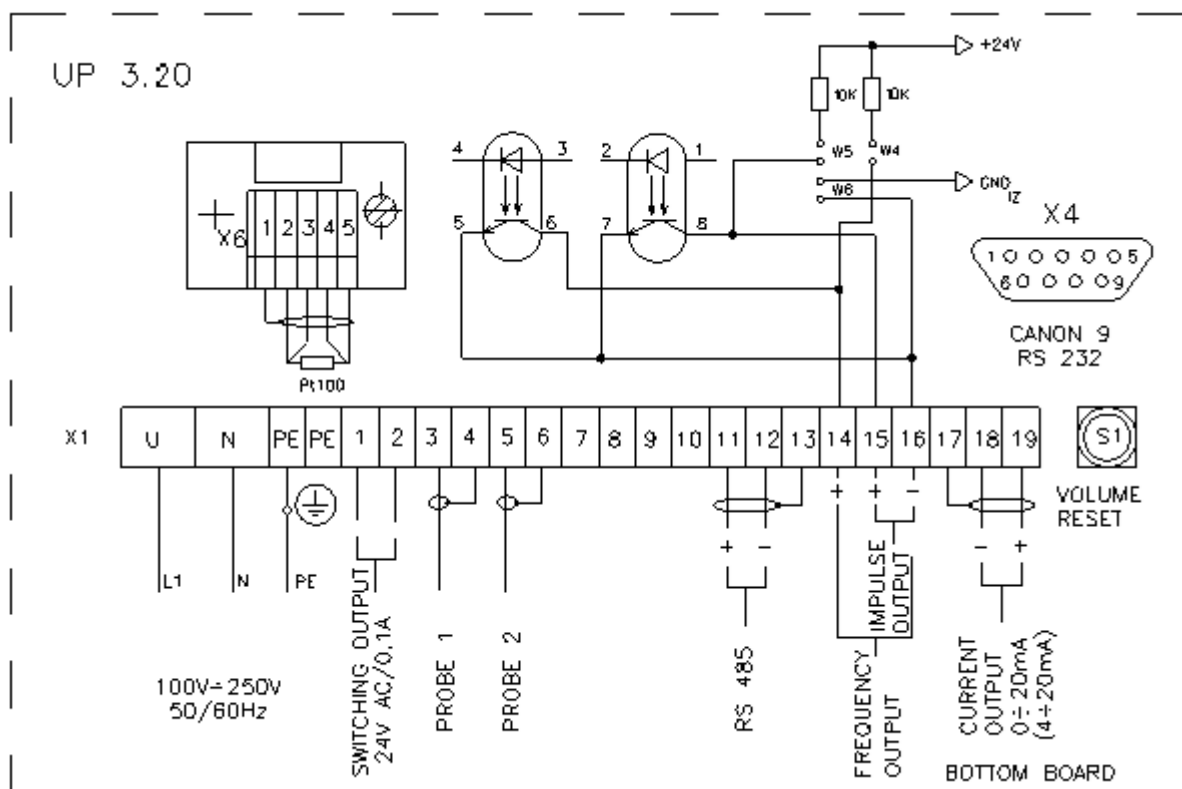 UP 3.20
+24V
10K 10K
4 3 2 1
W5 W4
W6
GND IZ
5 6 7 8
X6 1 2 3 4 5
X4
1 5
6 9
CANON 9
RS 232
Pt100
X1 U N PE PE 1 2 3 4 5 6 7 8 9 10 11 12 13 14 15 16 17 18 19 S1
VOLUME
RESET
+ - + + - - +
L1 N PE
100V÷250V
50/60Hz
SWITCHING OUTPUT
24V AC/0,1A
PROBE 1
PROBE 2
RS 485
FREQUENCY
OUTPUT
IMPULSE
OUTPUT
CURRENT
OUTPUT
0÷20mA
(4÷20mA)
BOTTOM BOARD